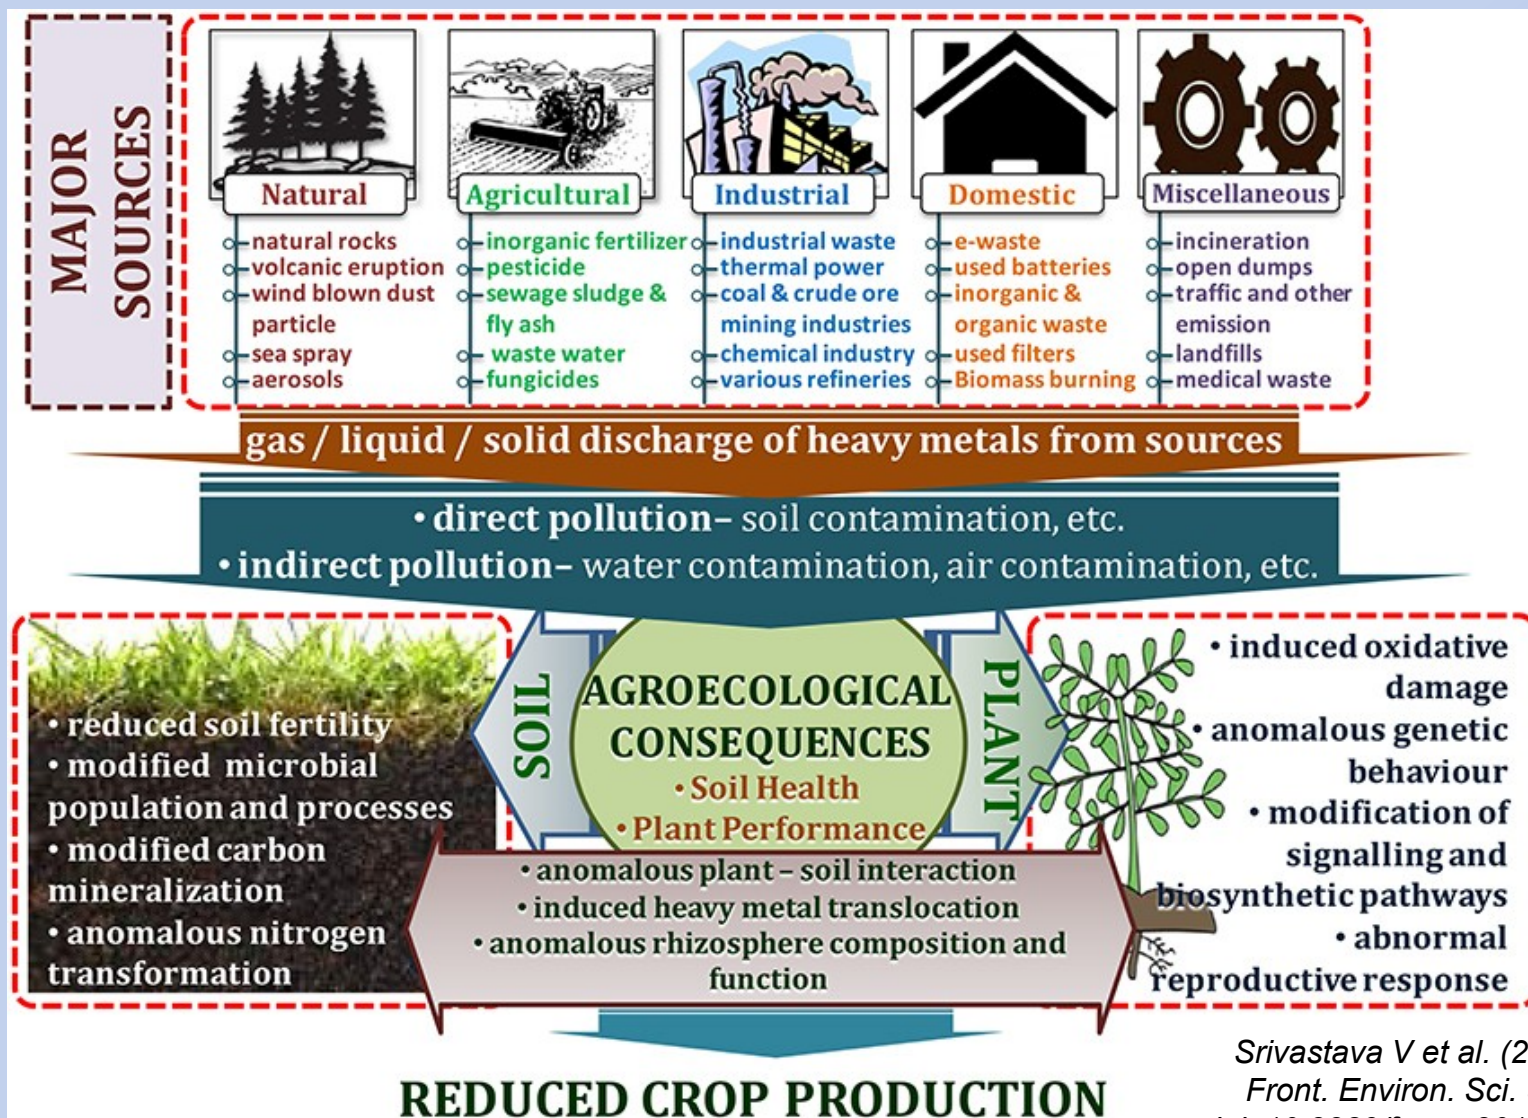 MAJOR
SOURCES
Natural
natural rocks
volcanic eruption
wind blown dust
particle
sea spray
aerosols
Agricultural
inorganic fertilizer
pesticide
sewage sludge &
fly ash
waste water
fungicides
Industrial
industrial waste
thermal power
coal & crude ore
mining industries
chemical industry
various refineries
Domestic
e-waste
used batteries
inorganic &
organic waste
used filters
Biomass burning
Miscellaneous
incineration
open dumps
traffic and other
emission
landfills
medical waste
gas / liquid / solid discharge of heavy metals from sources
• direct pollution– soil contamination, etc.
• indirect pollution– water contamination, air contamination, etc.
• reduced soil fertility
• modified microbial
population and processes
• modified carbon
mineralization
• anomalous nitrogen
transformation
SOIL
AGROECOLOGICAL
CONSEQUENCES
• Soil Health
• Plant Performance
PLANT
• induced oxidative
damage
• anomalous genetic
behaviour
• modification of
signalling and
biosynthetic pathways
• abnormal
reproductive response
• anomalous plant – soil interaction
• induced heavy metal translocation
• anomalous rhizosphere composition and
function
REDUCED CROP PRODUCTION
Srivastava V et al. (2
Front. Environ. Sci.